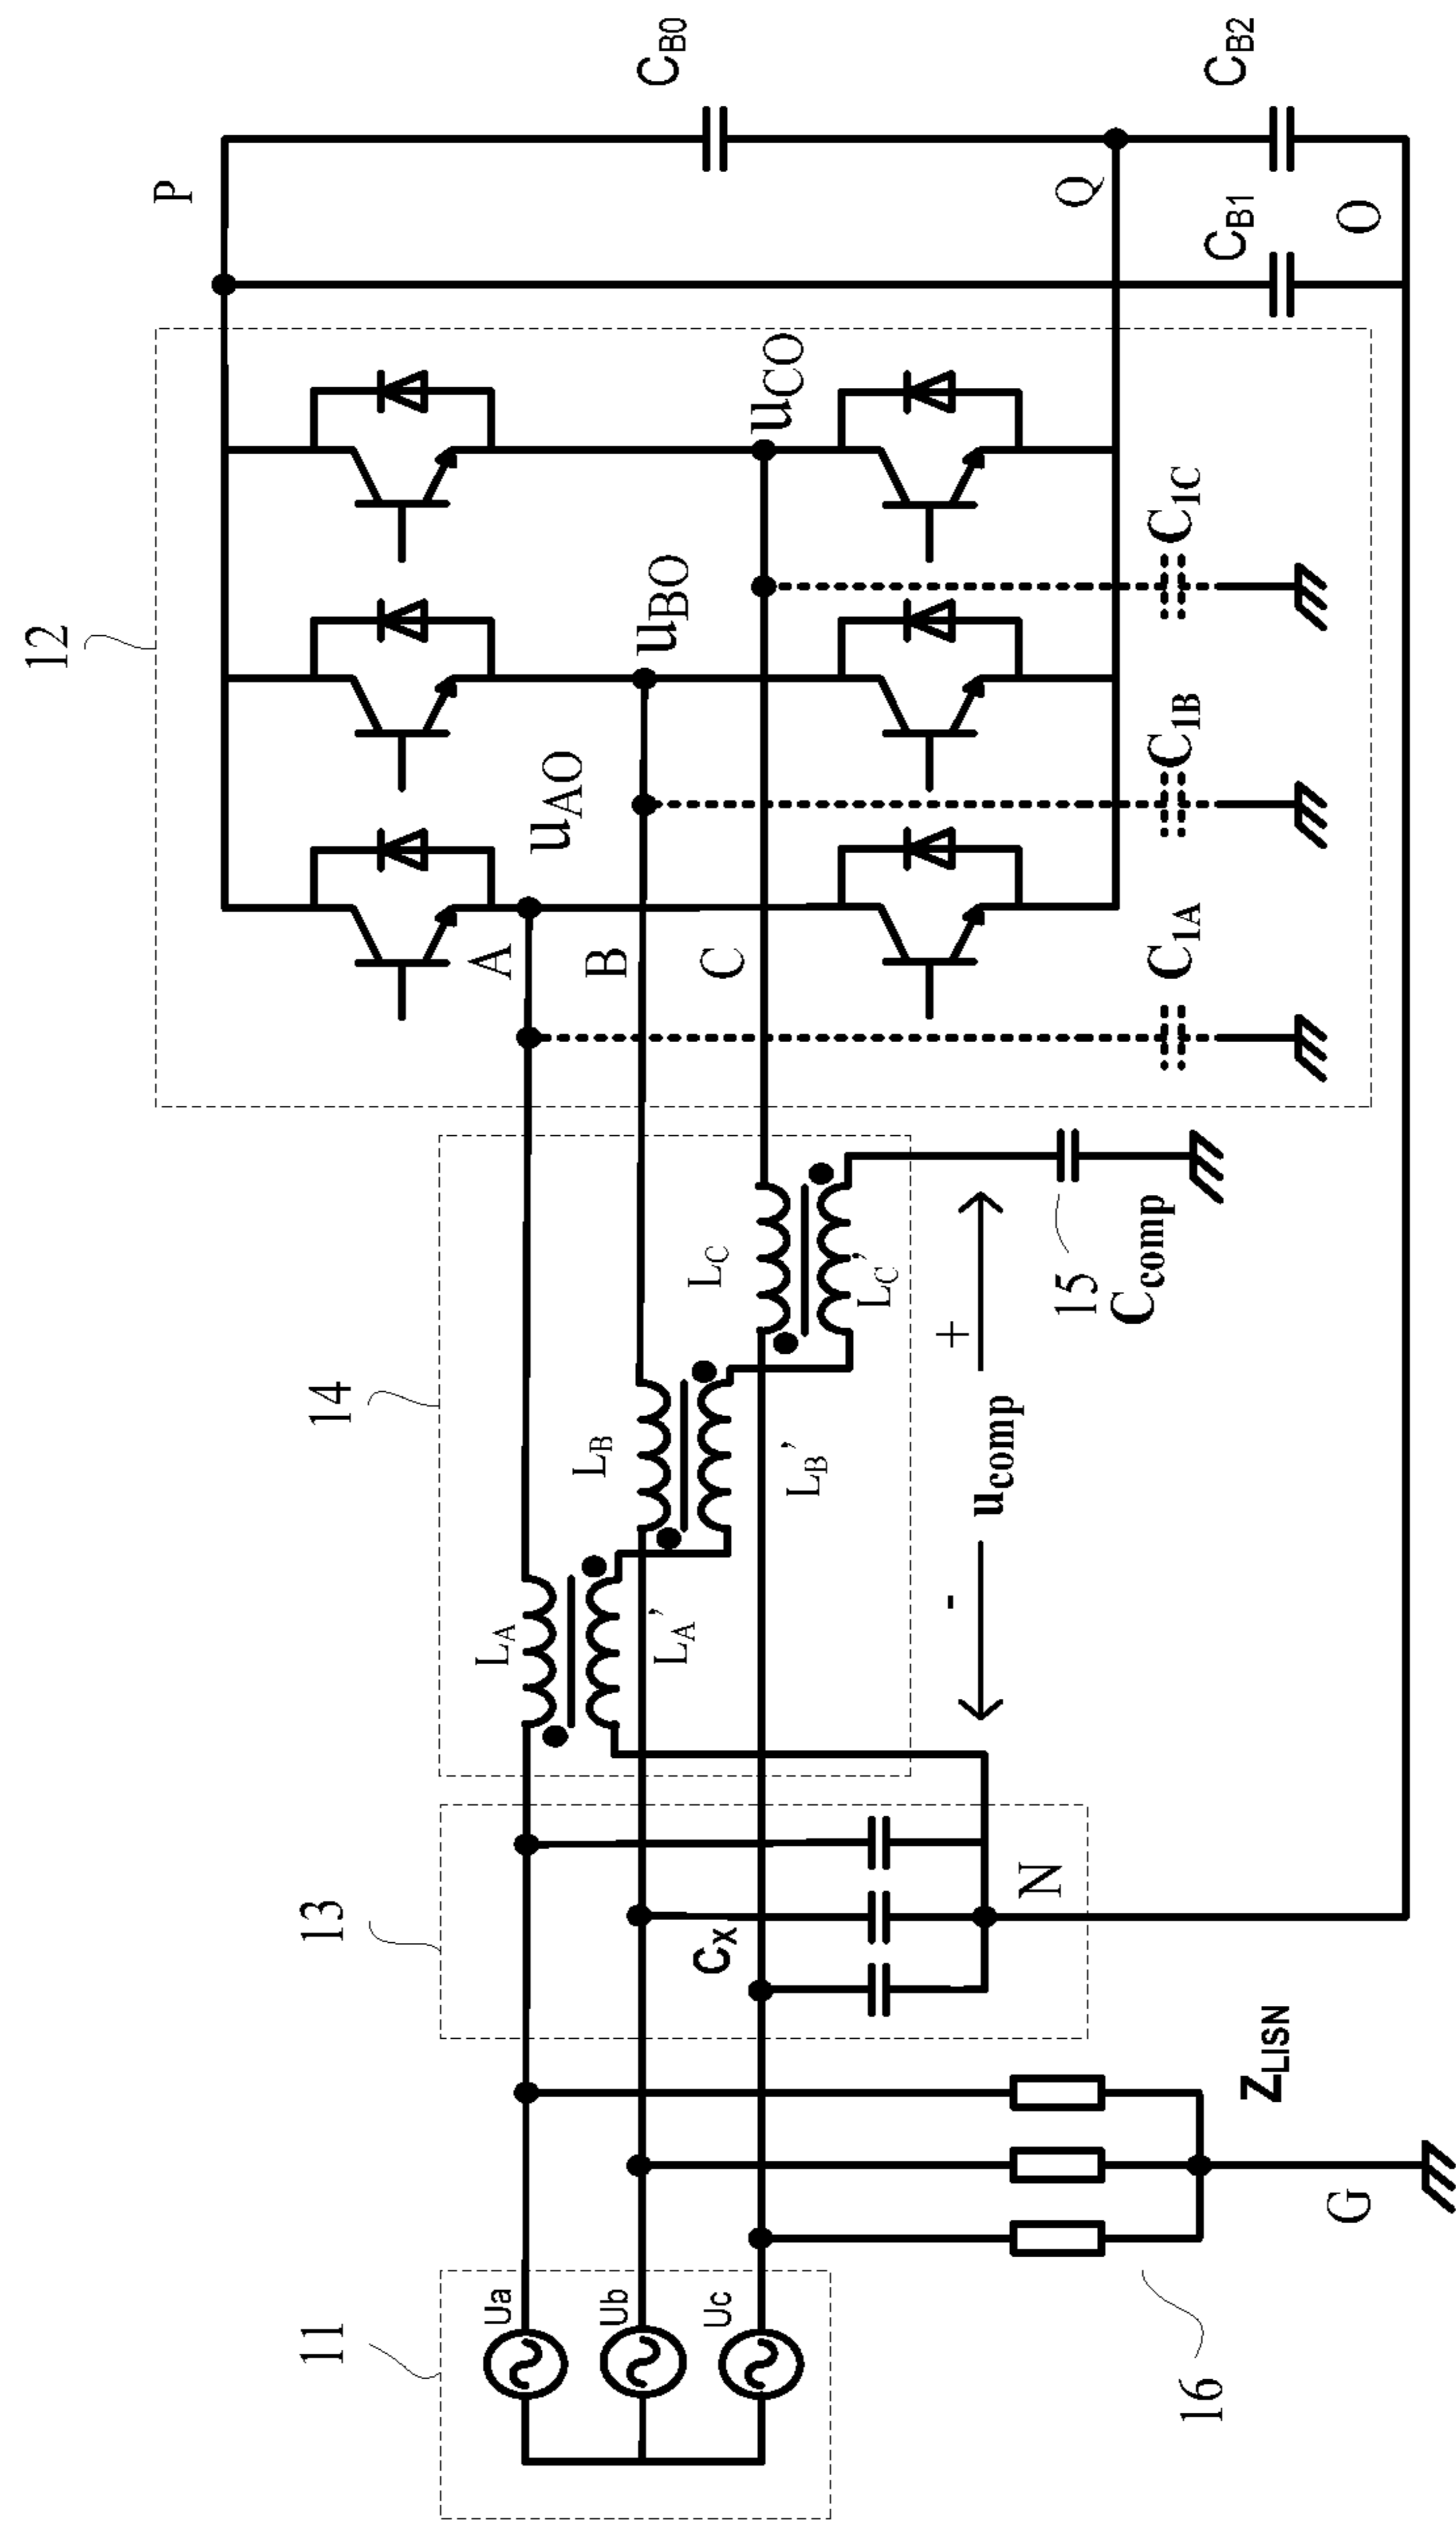 12
P
C_B0
u_AO
u_BO
u_CO
A
B
C
Q
C_1A
C_1B
C_1C
C_B1
C_B2
O
14
L_A
L_A'
L_B
L_B'
L_C
L_C'
- u_comp +
15
C_comp
13
C_X
N
11
Ua
Ub
Uc
Z_LISN
G
16